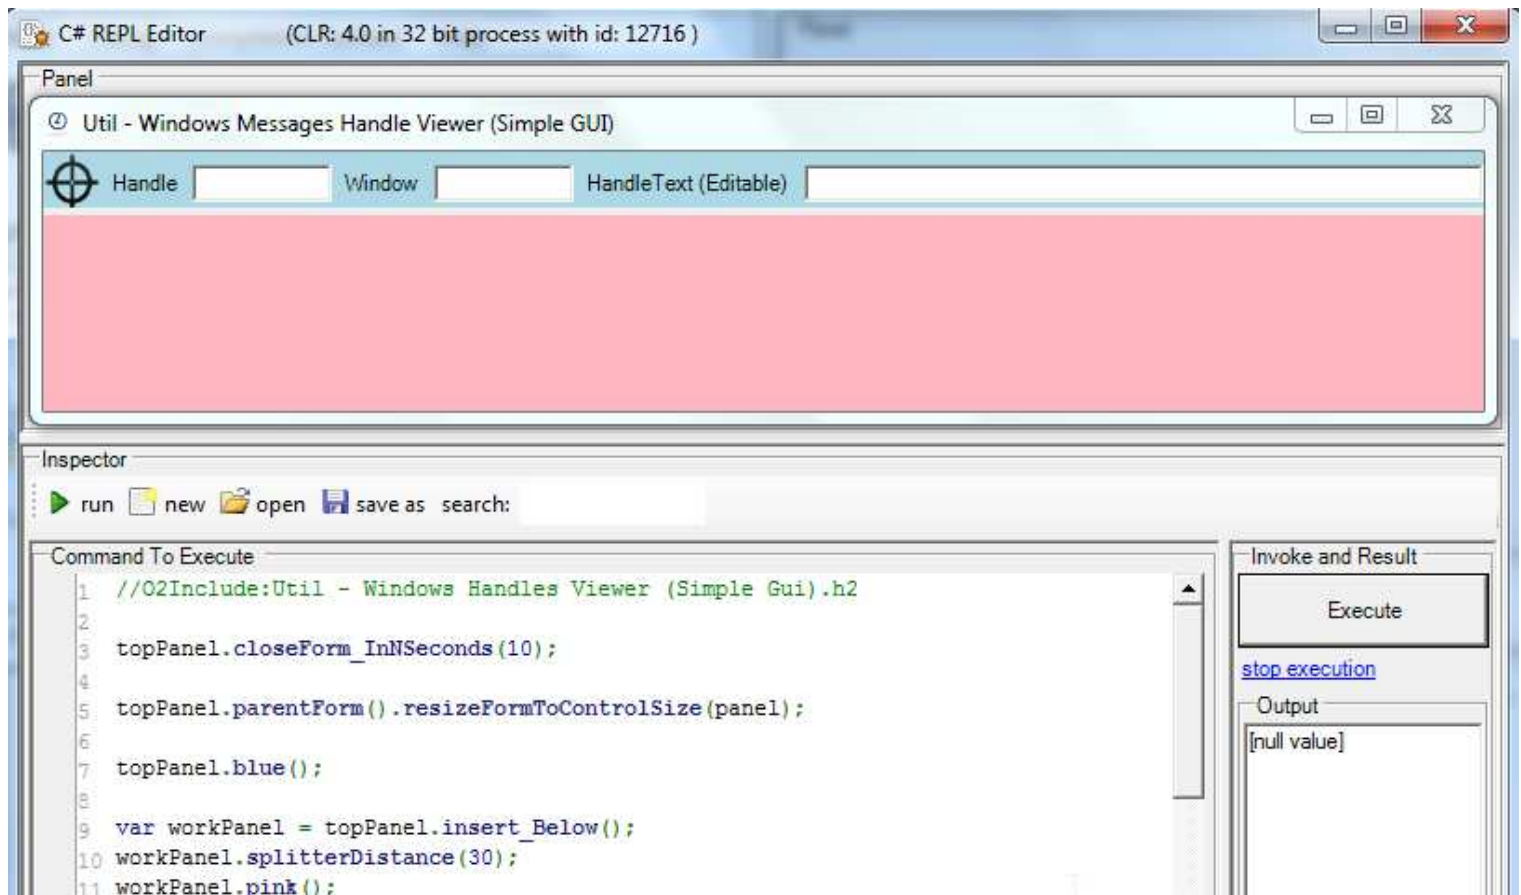 C# REPL Editor (CLR: 4.0 in 32 bit process with id: 12716 )
Panel
Util - Windows Messages Handle Viewer (Simple GUI)
Handle Window HandleText (Editable)
Inspector
run new open save as search:
Command To Execute
1 //O2Include:Util - Windows Handles Viewer (Simple Gui).h2
2
3 topPanel.closeForm_InNSeconds(10);
4
5 topPanel.parentForm().resizeFormToControlSize(panel);
6
7 topPanel.blue();
8
9 var workPanel = topPanel.insert_Below();
10 workPanel.splitterDistance(30);
11 workPanel.pink();
Invoke and Result
Execute
stop execution
Output
[null value]